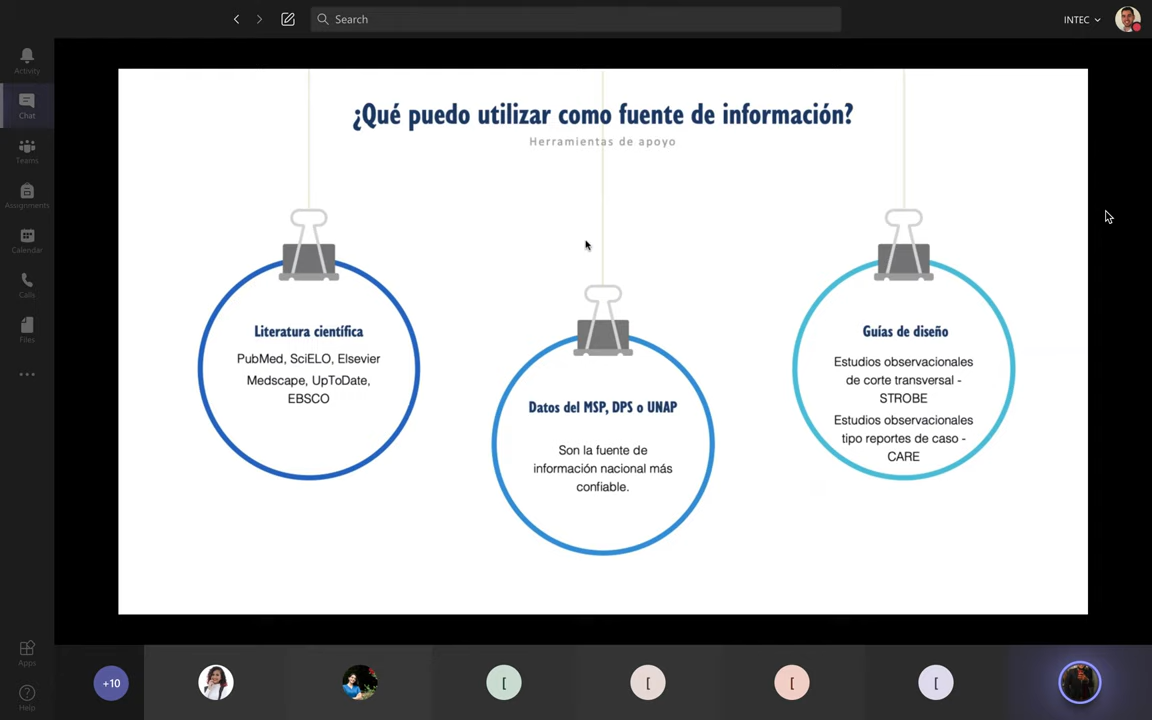 Search
INTEC
Activity
Chat
Teams
Assignments
Calendar
Calls
Files
Apps
Help
¿Qué puedo utilizar como fuente de información?
Herramientas de apoyo
Literatura científica
PubMed, SciELO, Elsevier
Medscape, UpToDate,
EBSCO
Datos del MSP, DPS o UNAP
Son la fuente de
información nacional más
confiable.
Guías de diseño
Estudios observacionales
de corte transversal -
STROBE
Estudios observacionales
tipo reportes de caso -
CARE
+10
[
[
[
[